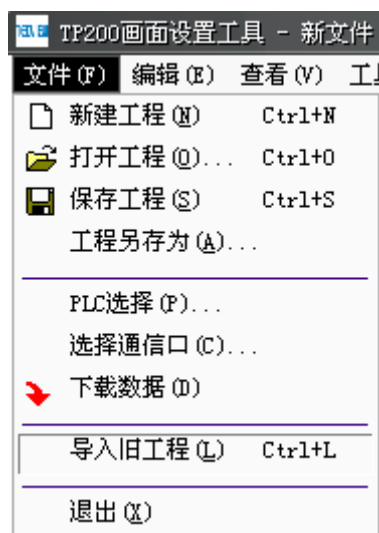 TP200画面设置工具 - 新文件
文件(F) 编辑(E) 查看(V)
新建工程(N) Ctrl+N
打开工程(O)... Ctrl+O
保存工程(S) Ctrl+S
工程另存为(A)...
PLC选择(P)...
选择通信口(C)...
下载数据(D)
导入旧工程(L) Ctrl+L
退出(X)